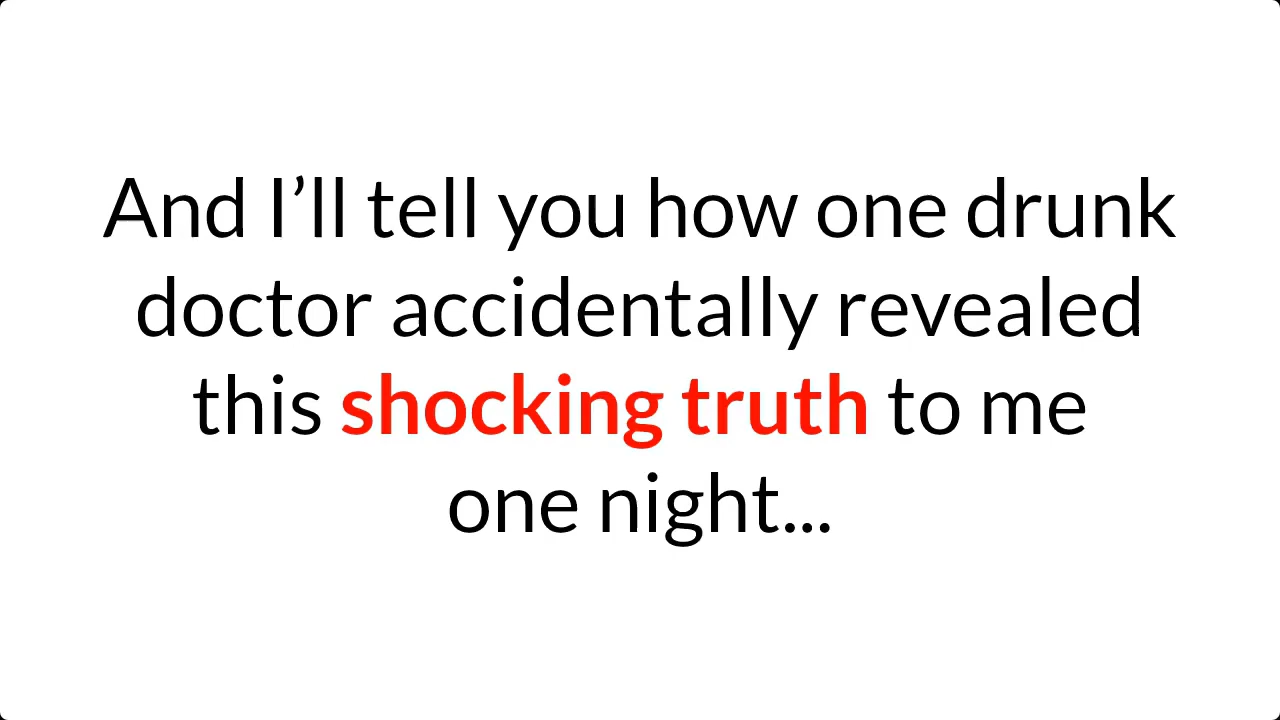 And I’ll tell you how one drunk
doctor accidentally revealed
this shocking truth to me
one night...